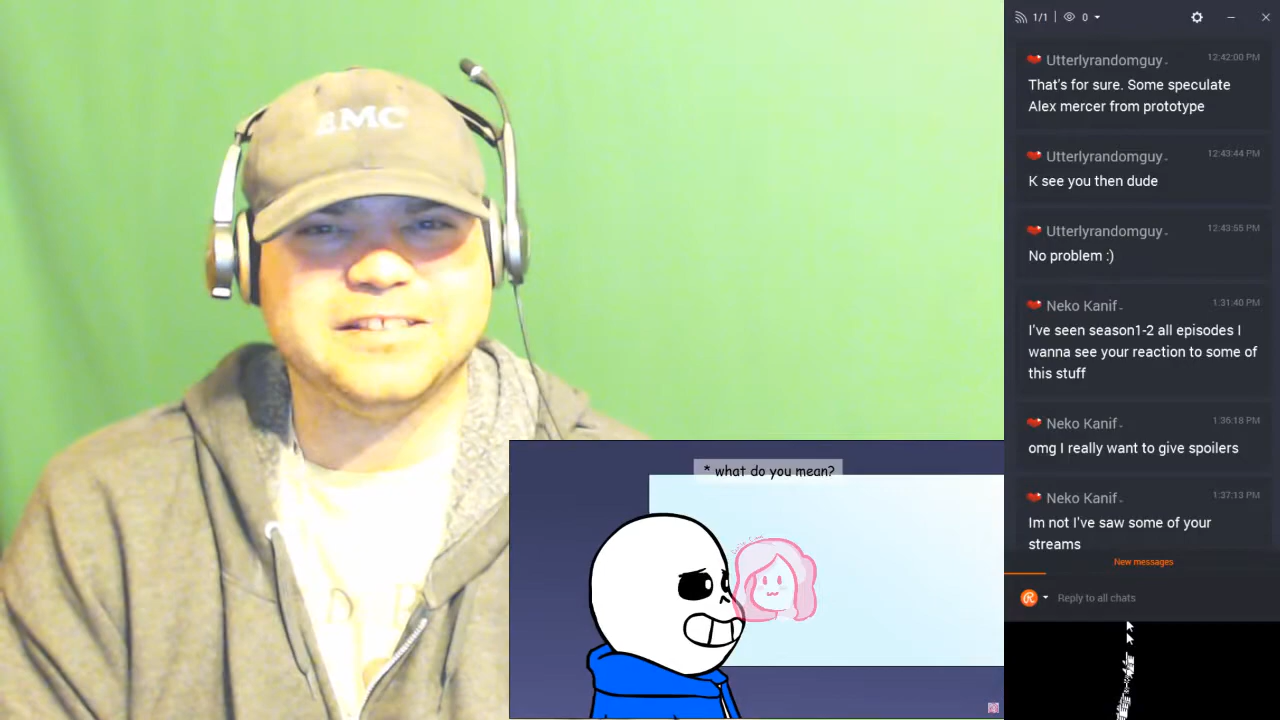 BMC
* what do you mean?
1/1
0
Utterlyrandomguy
12:42:00 PM
That's for sure. Some speculate
Alex mercer from prototype
Utterlyrandomguy
12:43:44 PM
K see you then dude
Utterlyrandomguy
12:43:55 PM
No problem :)
Neko Kanif
1:31:40 PM
I've seen season1-2 all episodes I
wanna see your reaction to some of
this stuff
Neko Kanif
1:36:18 PM
omg I really want to give spoilers
Neko Kanif
1:37:13 PM
Im not I've saw some of your
streams
New messages
Reply to all chats